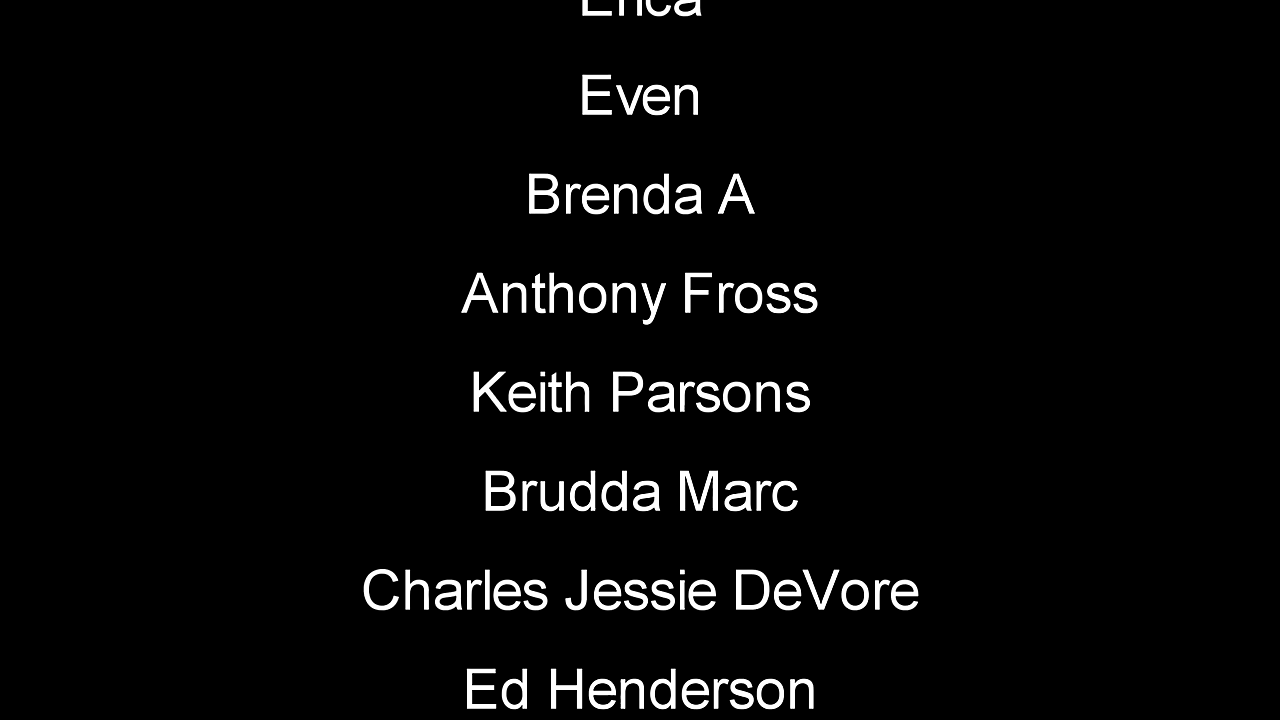 Erica
Even
Brenda A
Anthony Fross
Keith Parsons
Brudda Marc
Charles Jessie DeVore
Ed Henderson